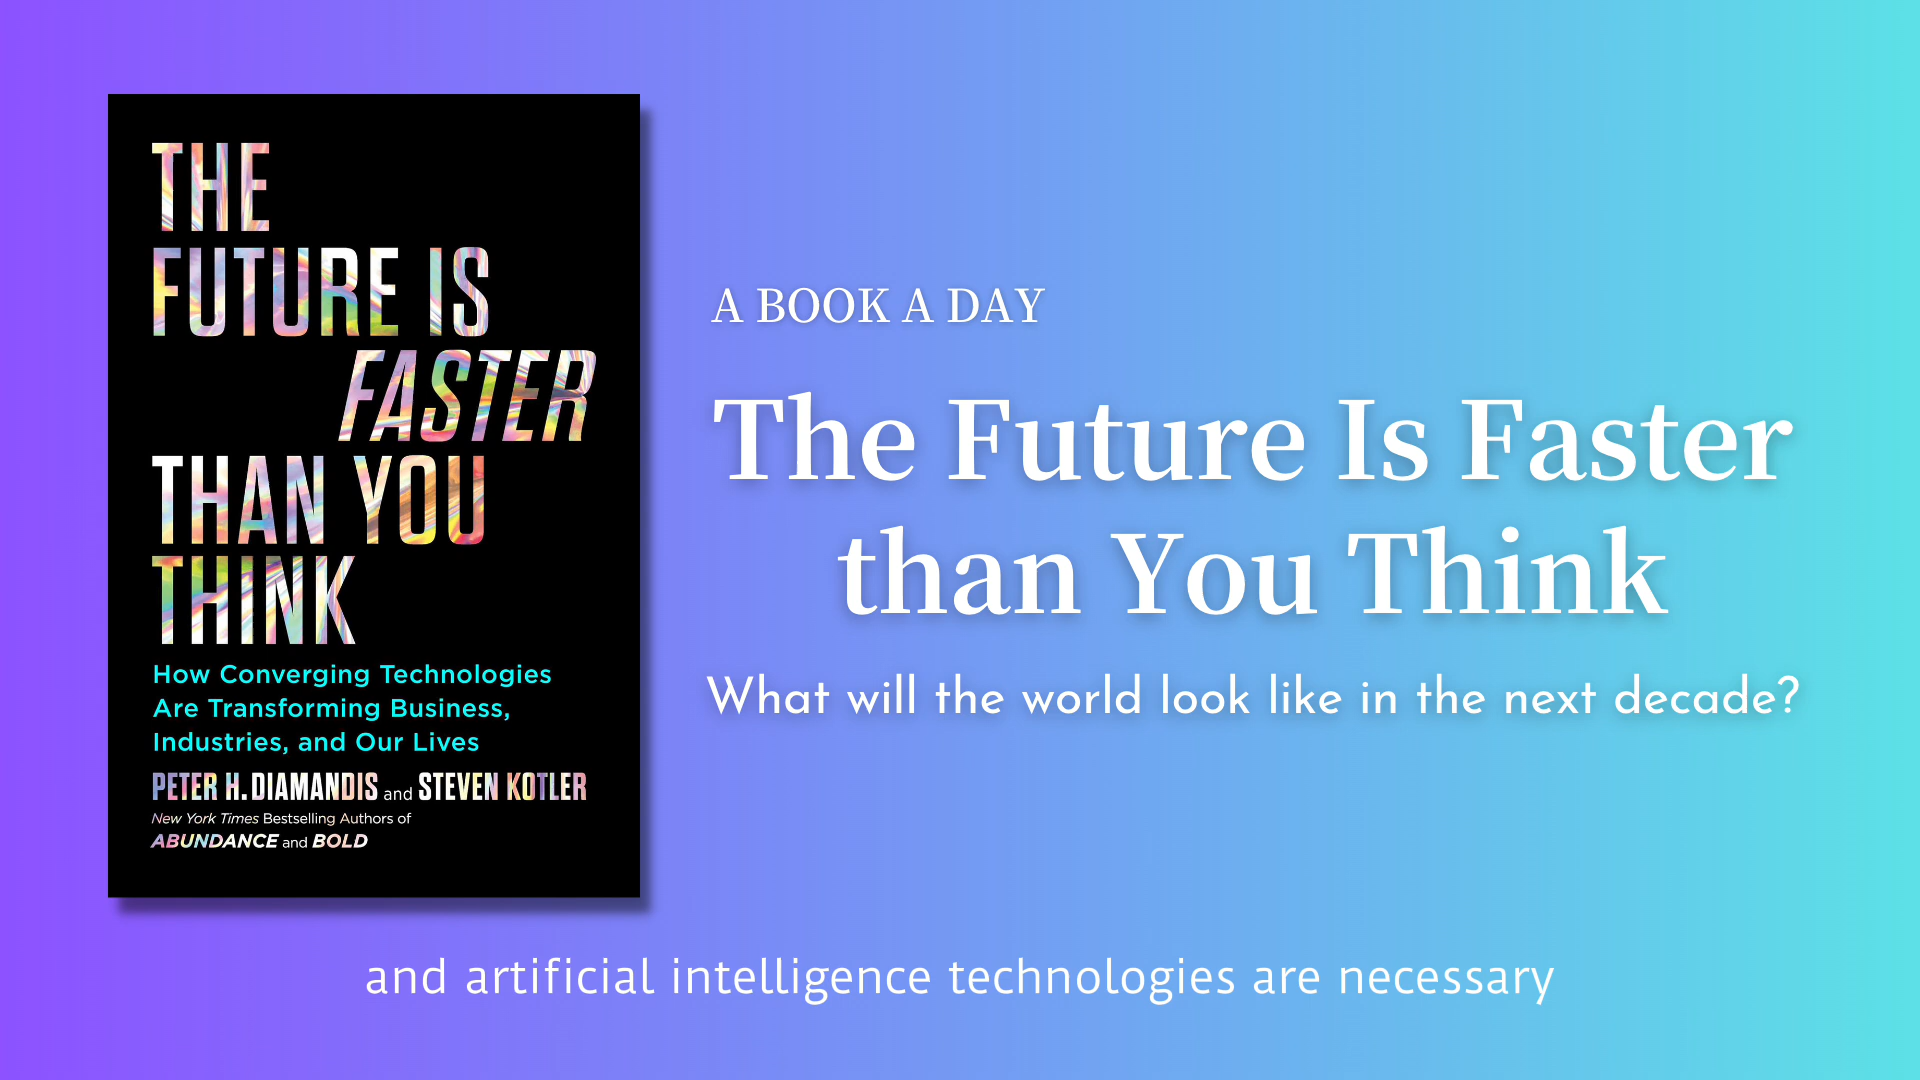 THE
FUTURE IS
FASTER
THAN YOU
THINK
How Converging Technologies
Are Transforming Business,
Industries, and Our Lives
PETER H. DIAMANDIS and STEVEN KOTLER
New York Times Bestselling Authors of
ABUNDANCE and BOLD
A BOOK A DAY
The Future Is Faster
than You Think
What will the world look like in the next decade?
and artificial intelligence technologies are necessary